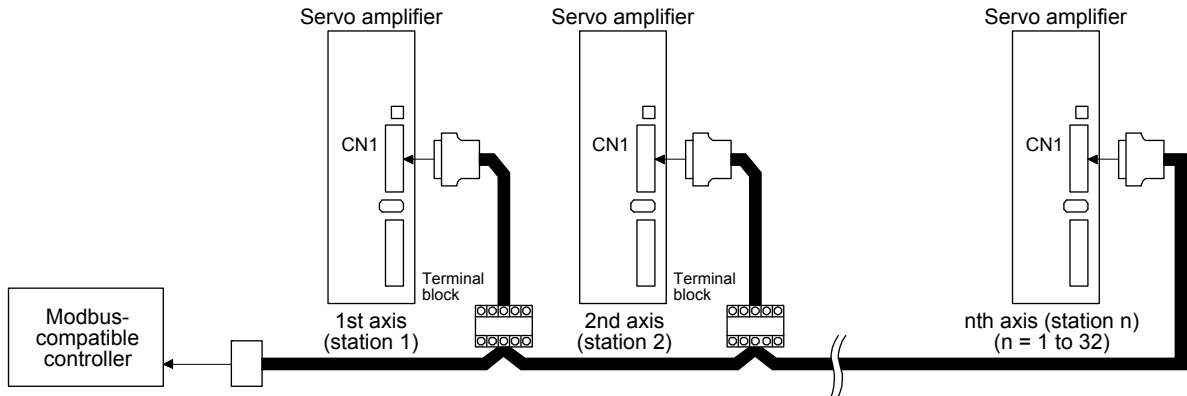 Servo amplifier
Servo amplifier
Servo amplifier
CN1
CN1
CN1
Terminal
block
Terminal
block
Modbus-
compatible
controller
1st axis
(station 1)
2nd axis
(station 2)
nth axis (station n)
(n = 1 to 32)